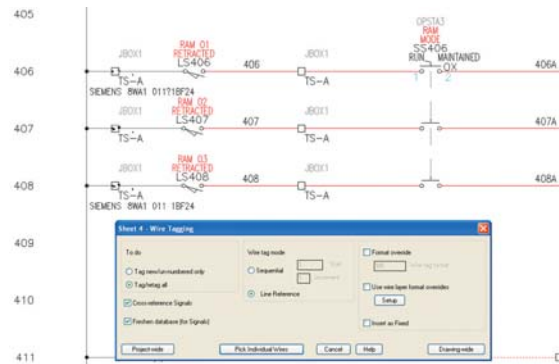 405
OPSTA3
RAM
MODE
SS406
RUN MAINTAINED
OX
JBOX1
RAM 01
RETRACTED
LS406
406
JBOX1
406A
406
1 2
TS-A
TS-A
SIEMENS 8WA1 011?1BF24
JBOX1
RAM 02
RETRACTED
LS407
407
JBOX1
407A
407
TS-A
TS-A
JBOX1
RAM 03
RETRACTED
LS408
408
JBOX1
408A
408
TS-A
TS-A
SIEMENS 8WA1 011 1BF24
409
Sheet 4 - Wire Tagging
To do
Tag new/un-numbered only
Tag/retag all
Cross-reference Signals
Freshen database (for Signals)
Wire tag mode
Sequential
Line Reference
Format override
Wire tag format
Use wire layer format overrides
Setup
Insert as Fixed
410
Project-wide
Pick Individual Wires
Cancel
Help
Drawing-wide
411